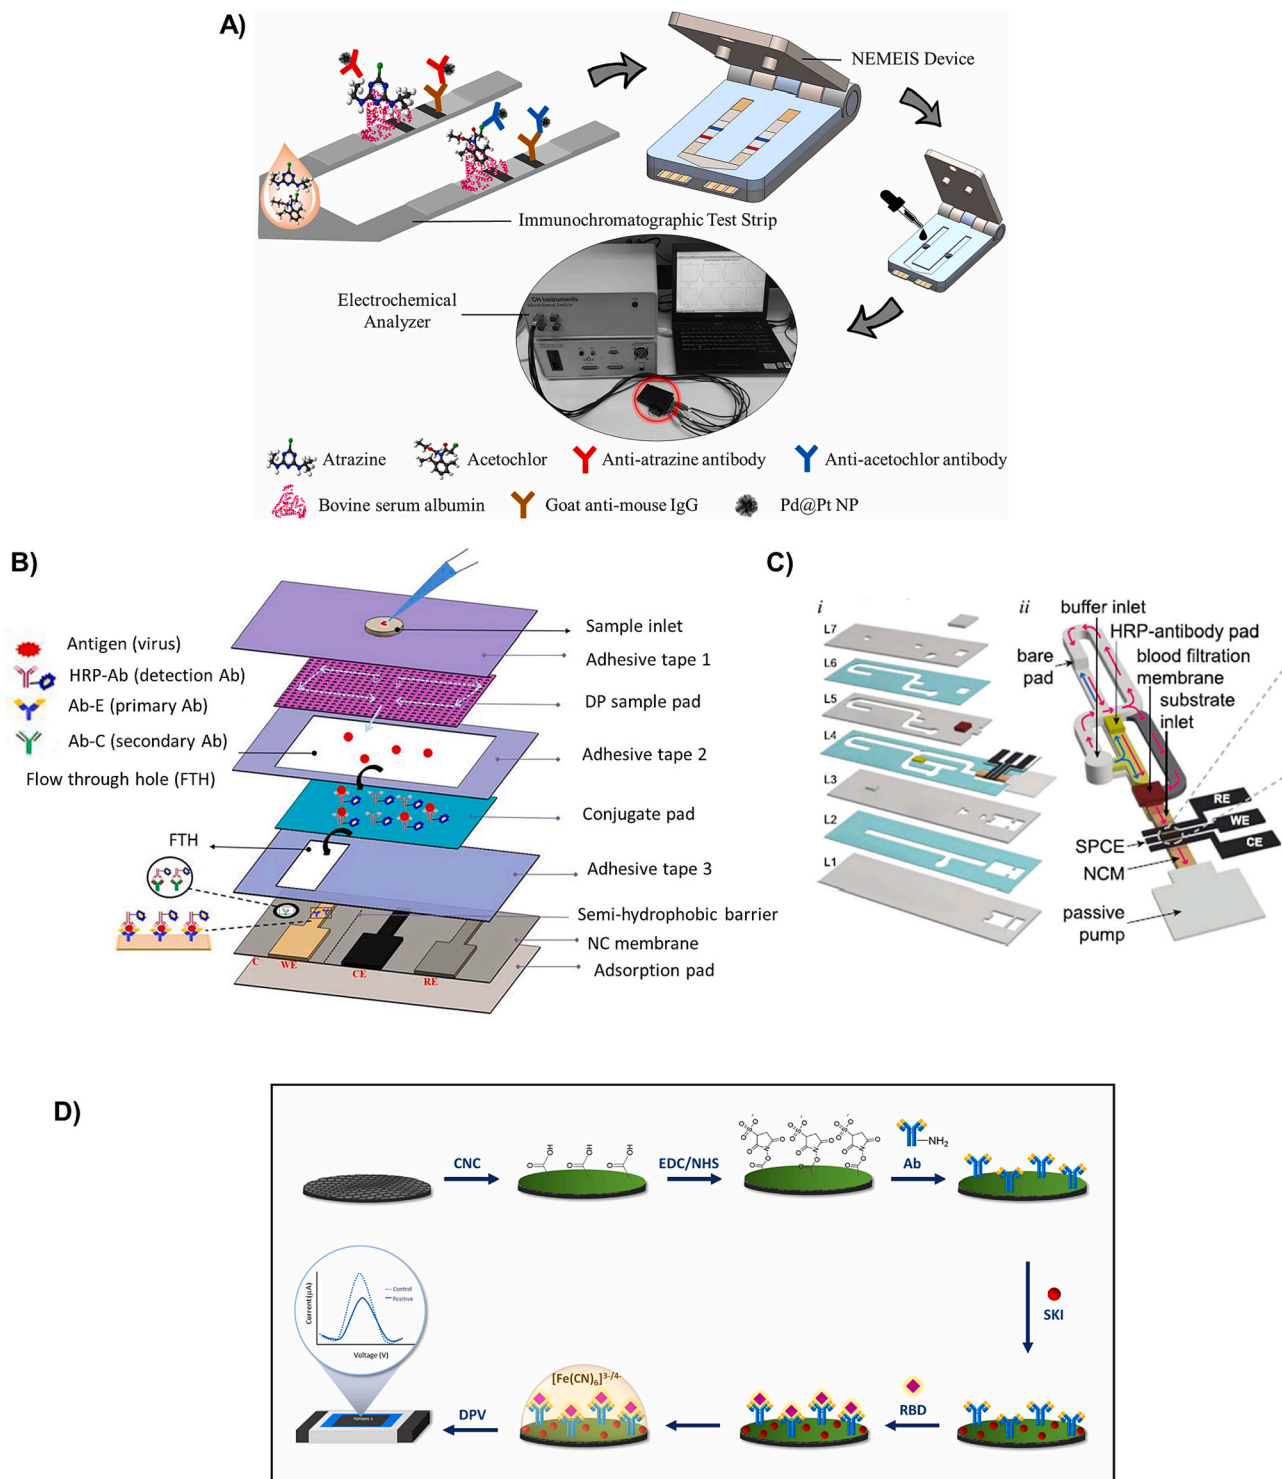 A)
NEMEIS Device
Immunochromatographic Test Strip
Electrochemical
Analyzer
CH Instruments
Atrazine
Acetochlor
Anti-atrazine antibody
Anti-acetochlor antibody
Bovine serum albumin
Goat anti-mouse IgG
Pd@Pt NP
B)
Antigen (virus)
HRP-Ab (detection Ab)
Ab-E (primary Ab)
Ab-C (secondary Ab)
Flow through hole (FTH)
FTH
Sample inlet
Adhesive tape 1
DP sample pad
Adhesive tape 2
Conjugate pad
Adhesive tape 3
Semi-hydrophobic barrier
NC membrane
Adsorption pad
C
WE
CE
RE
C)
i
L7
L6
L5
L4
L3
L2
L1
ii
buffer inlet
HRP-antibody pad
bare
pad
blood filtration
membrane
substrate
inlet
RE
WE
CE
SPCE
NCM
passive
pump
D)
CNC
EDC/NHS
Ab
NH₂
SKI
RBD
[Fe(CN)₆]³⁻/⁴⁻
DPV
Current (µA)
Control
Positive
Voltage (V)